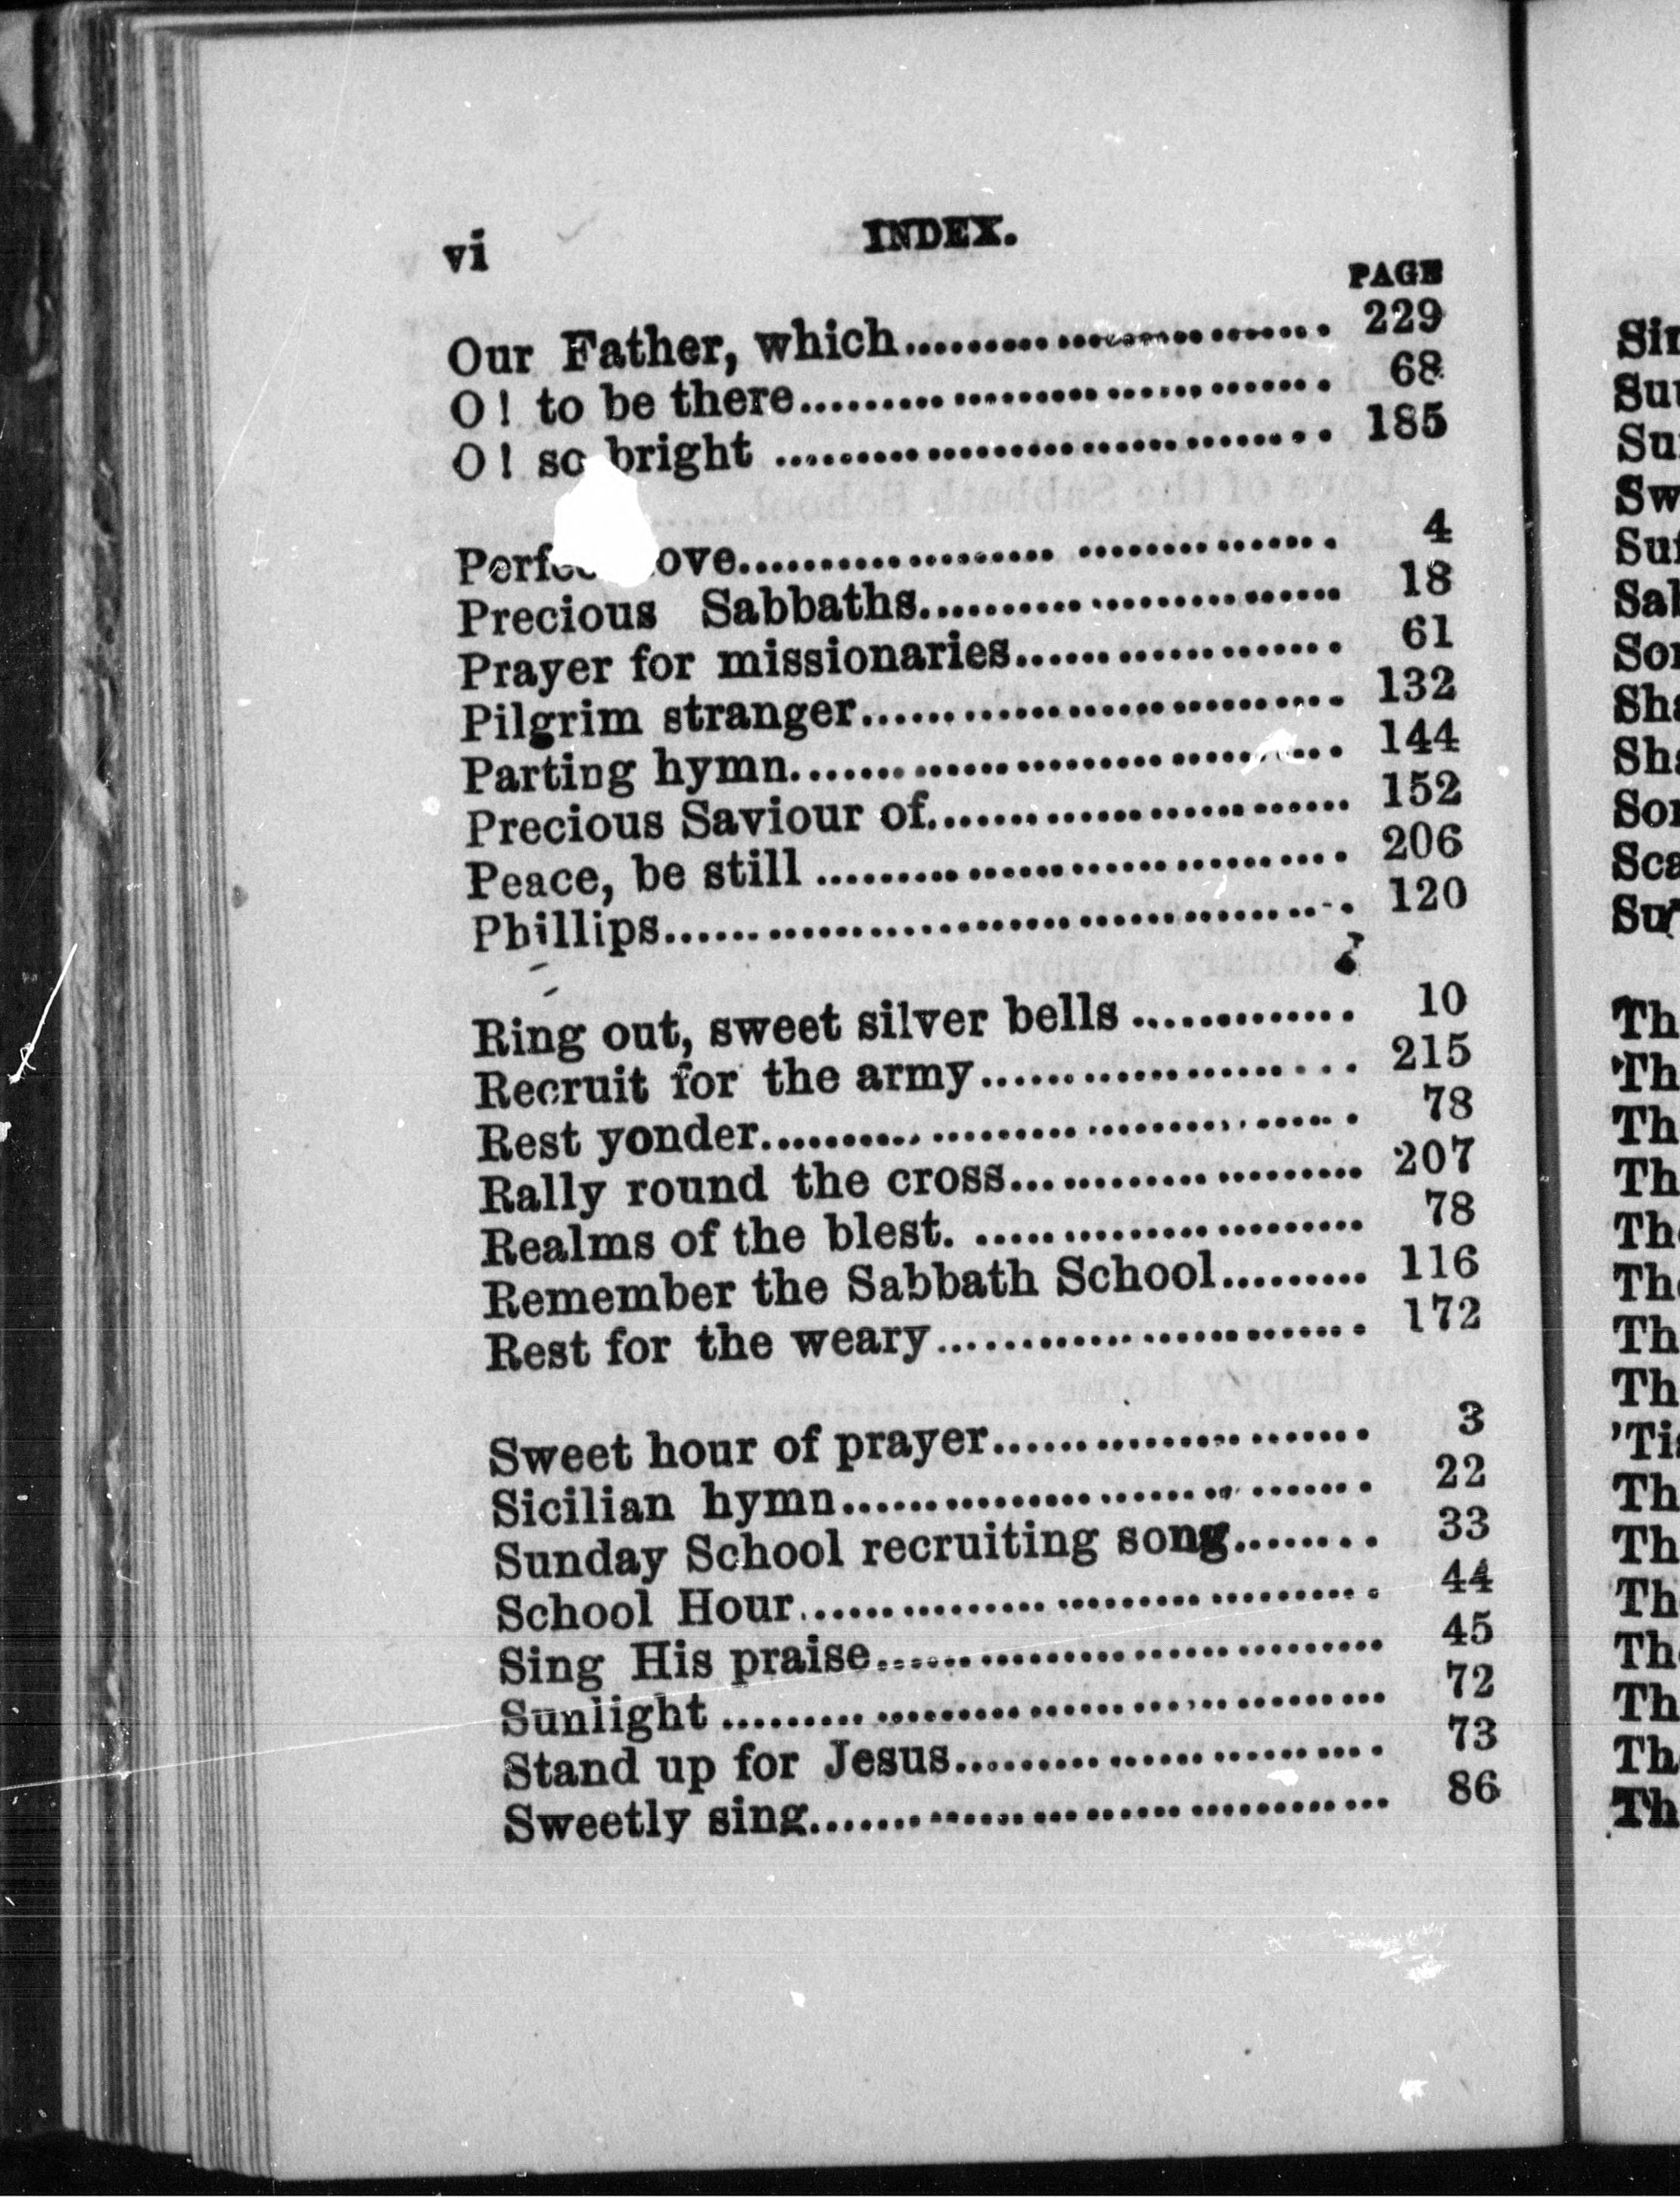 vi INDEX.
PAGE
Our Father, which........................ 229
O! to be there............................ 68
O! so bright ............................ 185
Precious Sabbaths........................ 18
Prayer for missionaries.................. 61
Pilgrim stranger......................... 132
Parting hymn............................. 144
Precious Saviour of...................... 152
Peace, be still ......................... 206
Phillips................................. 120
Ring out, sweet silver bells ............ 10
Recruit for the army..................... 215
Rest yonder.............................. 78
Rally round the cross.................... 207
Realms of the blest. .................... 78
Remember the Sabbath School......... 116
Rest for the weary....................... 172
Sweet hour of prayer..................... 3
Sicilian hymn............................ 22
Sunday School recruiting song........ 33
School Hour.............................. 44
Sing His praise.......................... 45
Sunlight ................................ 72
Stand up for Jesus....................... 73
Sweetly sing............................. 86